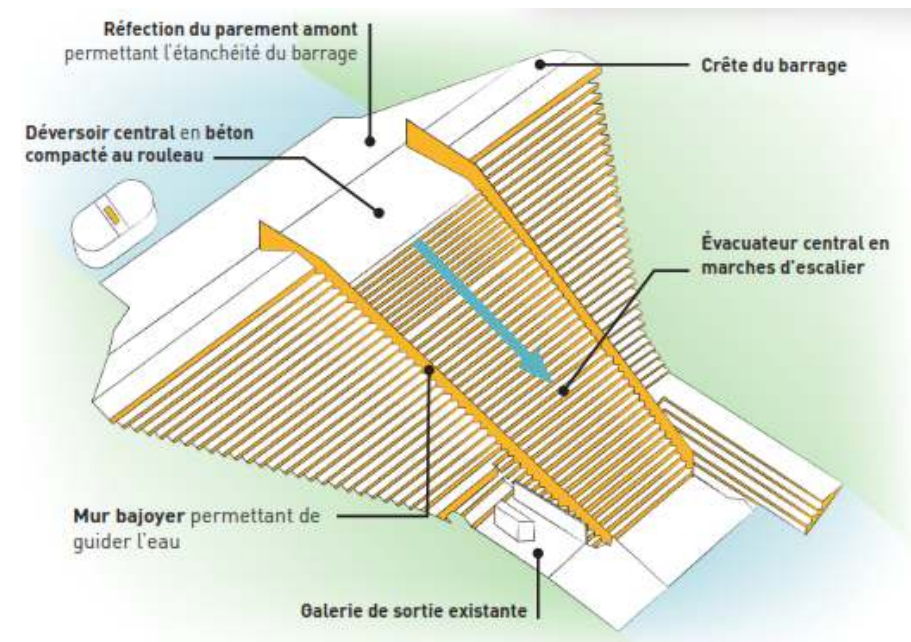 Réfection du parement amont
permettant l'étanchéité du barrage
Crête du barrage
Déversoir central en béton
compacté au rouleau
Évacuateur central en
marches d'escalier
Mur bajoyer permettant de
guider l'eau
Galerie de sortie existante